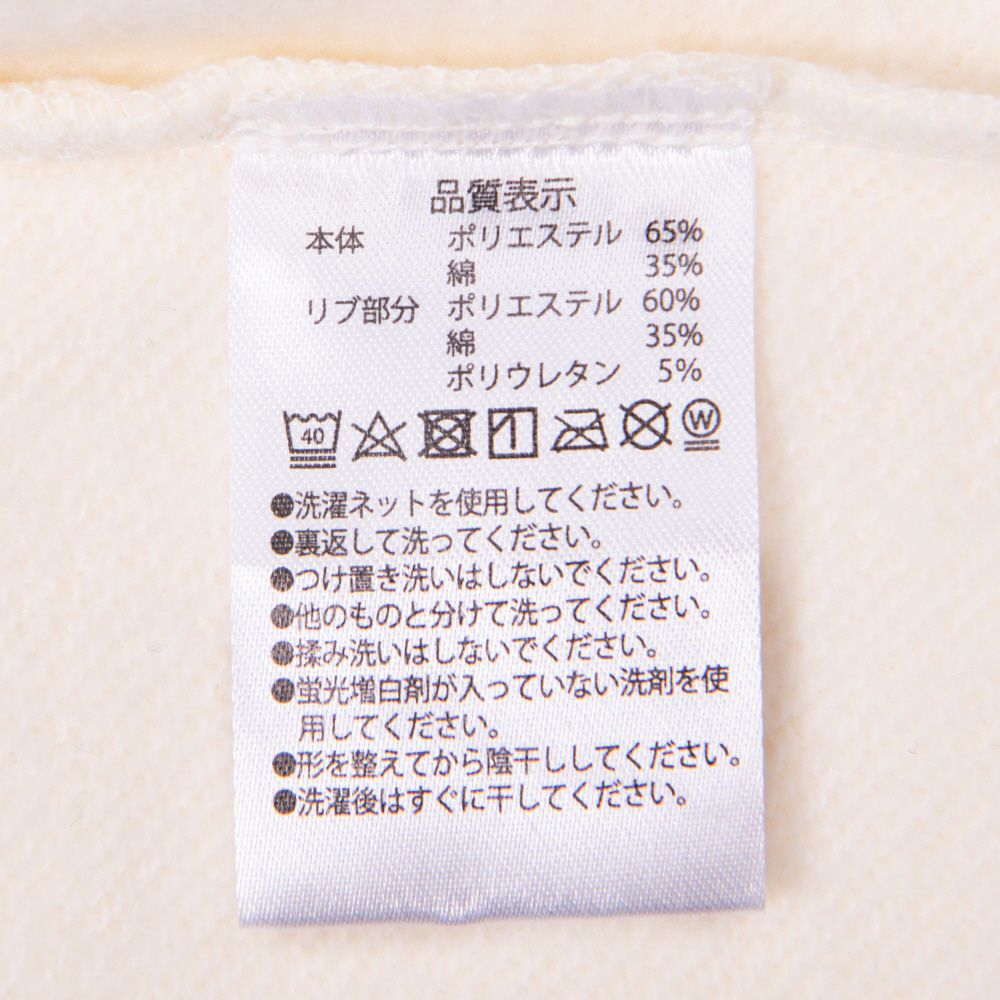 品質表示
本体 ポリエステル 65%
綿 35%
リブ部分 ポリエステル 60%
綿 35%
ポリウレタン 5%
40 W
●洗濯ネットを使用してください。
●裏返して洗ってください。
●つけ置き洗いはしないでください。
●他のものと分けて洗ってください。
●揉み洗いはしないでください。
●蛍光増白剤が入っていない洗剤を使
用してください。
●形を整えてから陰干ししてください。
●洗濯後はすぐに干してください。